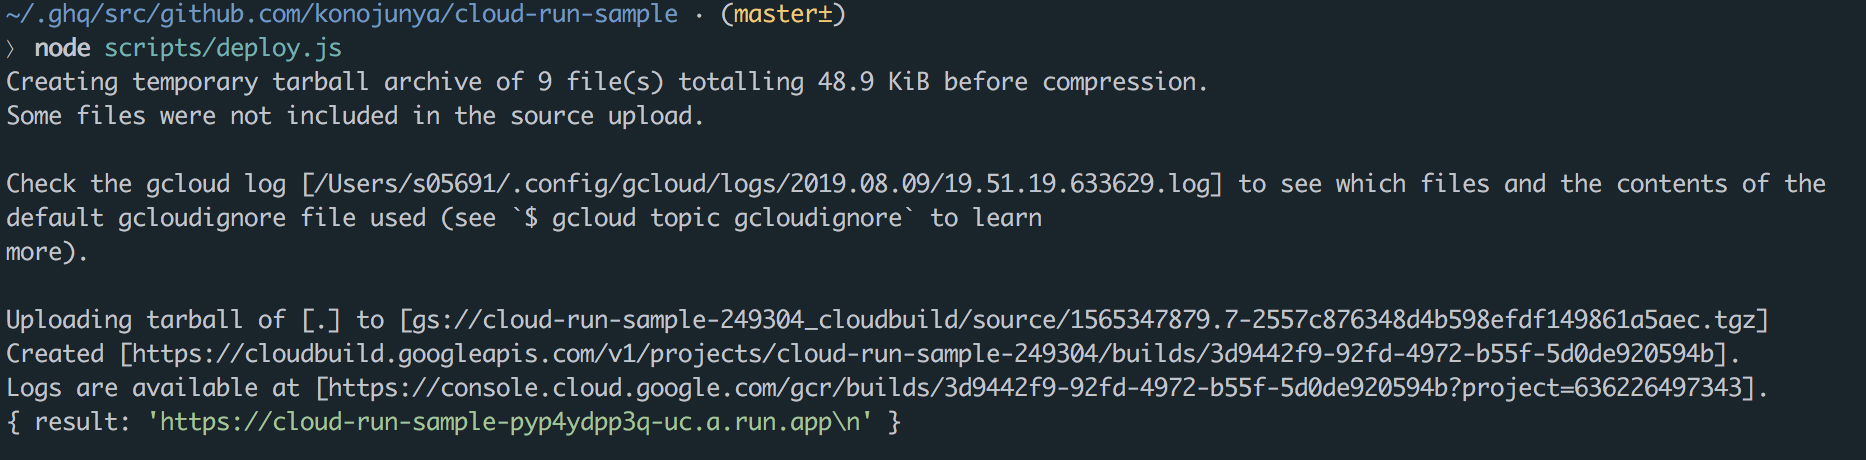 ~/.ghq/src/github.com/konojunya/cloud-run-sample · (master±)
〉 node scripts/deploy.js
Creating temporary tarball archive of 9 file(s) totalling 48.9 KiB before compression.
Some files were not included in the source upload.
Check the gcloud log [/Users/s05691/.config/gcloud/logs/2019.08.09/19.51.19.633629.log] to see which files and the contents of the
default gcloudignore file used (see `$ gcloud topic gcloudignore` to learn
more).
Uploading tarball of [.] to [gs://cloud-run-sample-249304_cloudbuild/source/1565347879.7-2557c876348d4b598efdf149861a5aec.tgz]
Created [https://cloudbuild.googleapis.com/v1/projects/cloud-run-sample-249304/builds/3d9442f9-92fd-4972-b55f-5d0de920594b].
Logs are available at [https://console.cloud.google.com/gcr/builds/3d9442f9-92fd-4972-b55f-5d0de920594b?project=636226497343].
{ result: 'https://cloud-run-sample-pyp4ydpp3q-uc.a.run.app\n' }